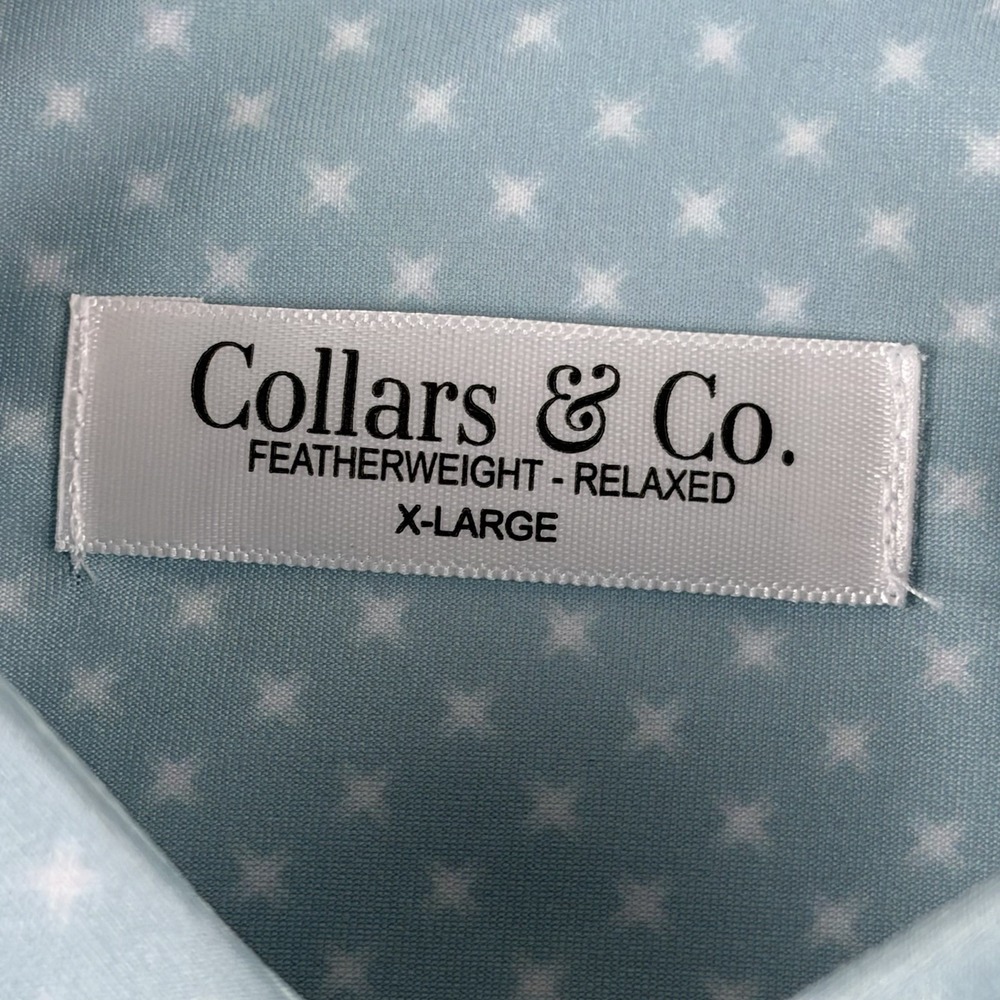 Collars & Co.
FEATHERWEIGHT - RELAXED
X-LARGE